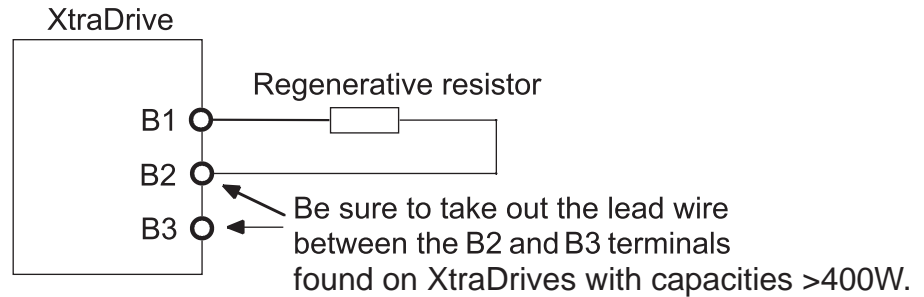 XtraDrive
Regenerative resistor
B1
B2
B3
Be sure to take out the lead wire
between the B2 and B3 terminals
found on XtraDrives with capacities >400W.